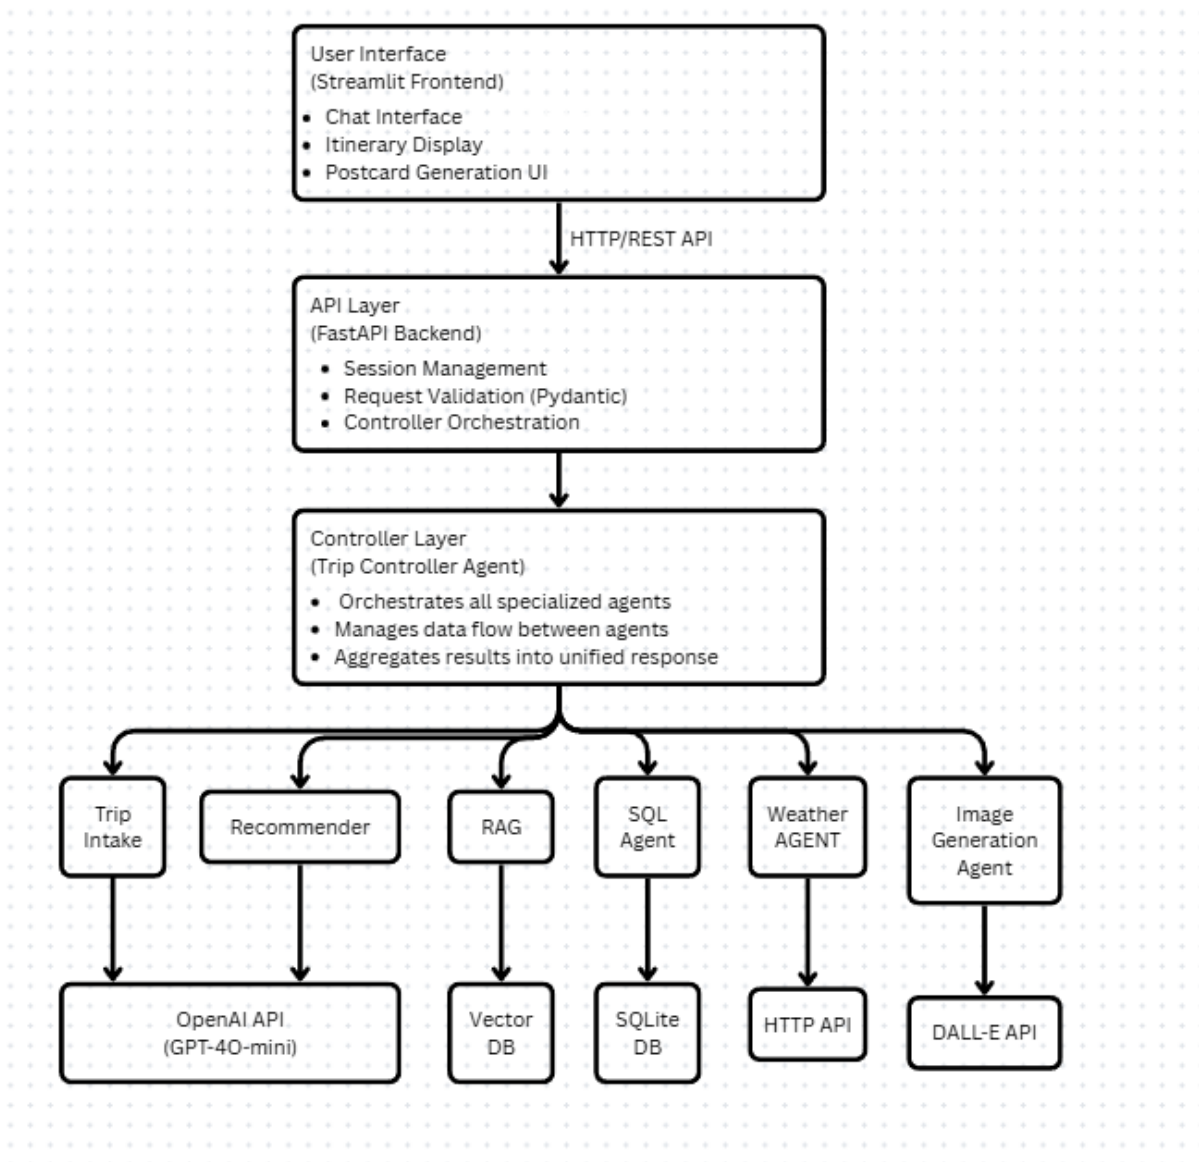 User Interface
(Streamlit Frontend)
• Chat Interface
• Itinerary Display
• Postcard Generation UI
HTTP/REST API
API Layer
(FastAPI Backend)
• Session Management
• Request Validation (Pydantic)
• Controller Orchestration
Controller Layer
(Trip Controller Agent)
• Orchestrates all specialized agents
• Manages data flow between agents
• Aggregates results into unified response
Trip
Intake
Recommender
RAG
SQL
Agent
Weather
AGENT
Image
Generation
Agent
OpenAI API
(GPT-4O-mini)
Vector
DB
SQLite
DB
HTTP API
DALL-E API